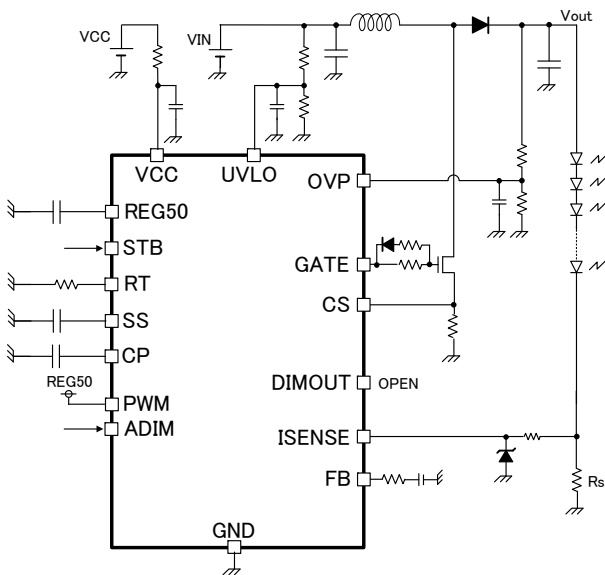 VCC
VIN
Vout
VCC
UVLO
OVP
REG50
STB
GATE
RT
CS
SS
CP
REG50
DIMOUT
OPEN
PWM
ADIM
ISENSE
FB
Rs
GND